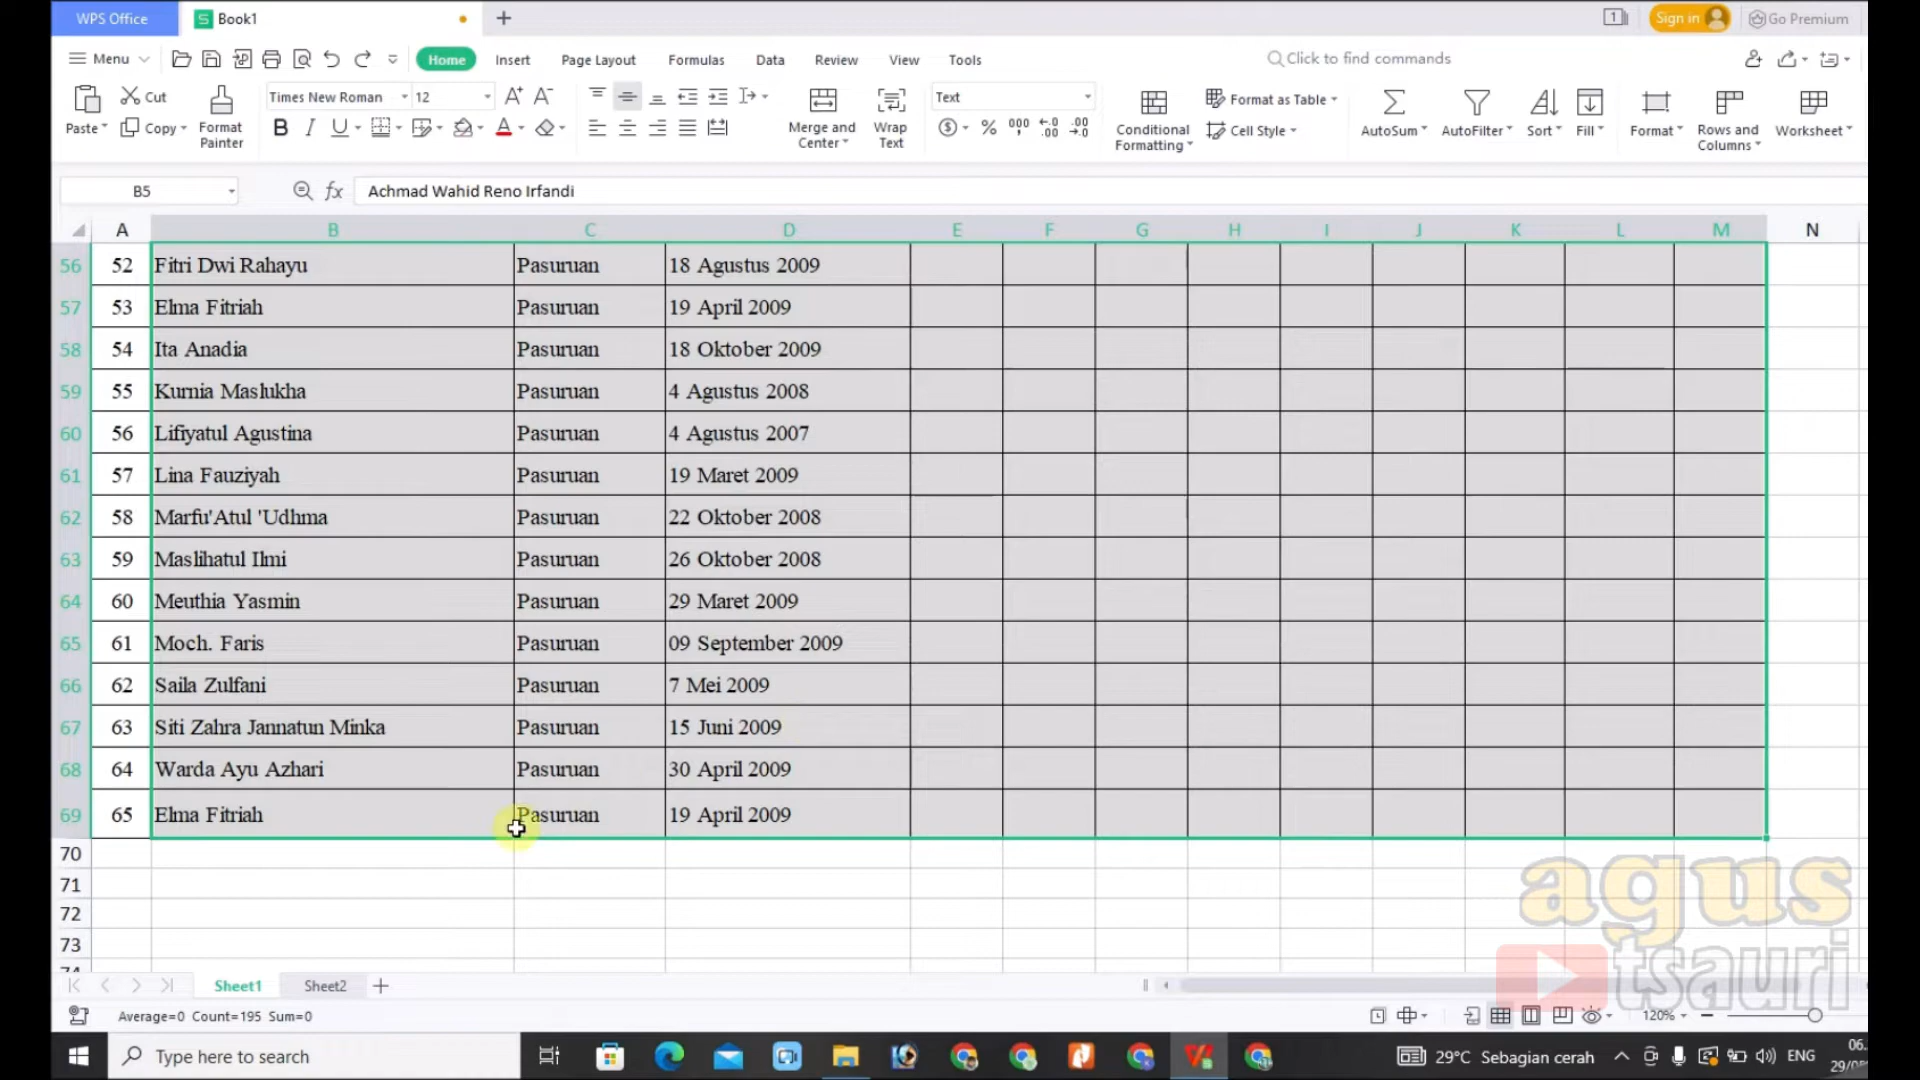 WPS Office
S Book1
1
Sign in
Go Premium
Menu
Home
Insert
Page Layout
Formulas
Data
Review
View
Tools
Click to find commands
Paste
Cut
Copy
Format Painter
Times New Roman
12
Merge and Center
Wrap Text
Text
Conditional Formatting
Format as Table
Cell Style
AutoSum
AutoFilter
Sort
Fill
Format
Rows and Columns
Worksheet
B5
fx
Achmad Wahid Reno Irfandi
A B C D E F G H I J K L M N
56 52 Fitri Dwi Rahayu Pasuruan 18 Agustus 2009
57 53 Elma Fitriah Pasuruan 19 April 2009
58 54 Ita Anadia Pasuruan 18 Oktober 2009
59 55 Kurnia Maslukha Pasuruan 4 Agustus 2008
60 56 Lifiyatul Agustina Pasuruan 4 Agustus 2007
61 57 Lina Fauziyah Pasuruan 19 Maret 2009
62 58 Marfu'Atul 'Udhma Pasuruan 22 Oktober 2008
63 59 Maslihatul Ilmi Pasuruan 26 Oktober 2008
64 60 Meuthia Yasmin Pasuruan 29 Maret 2009
65 61 Moch. Faris Pasuruan 09 September 2009
66 62 Saila Zulfani Pasuruan 7 Mei 2009
67 63 Siti Zahra Jannatun Minka Pasuruan 15 Juni 2009
68 64 Warda Ayu Azhari Pasuruan 30 April 2009
69 65 Elma Fitriah Pasuruan 19 April 2009
70
71
72
73
agus
tsauri
Sheet1
Sheet2
Average=0 Count=195 Sum=0
120%
Type here to search
29°C Sebagian cerah
ENG